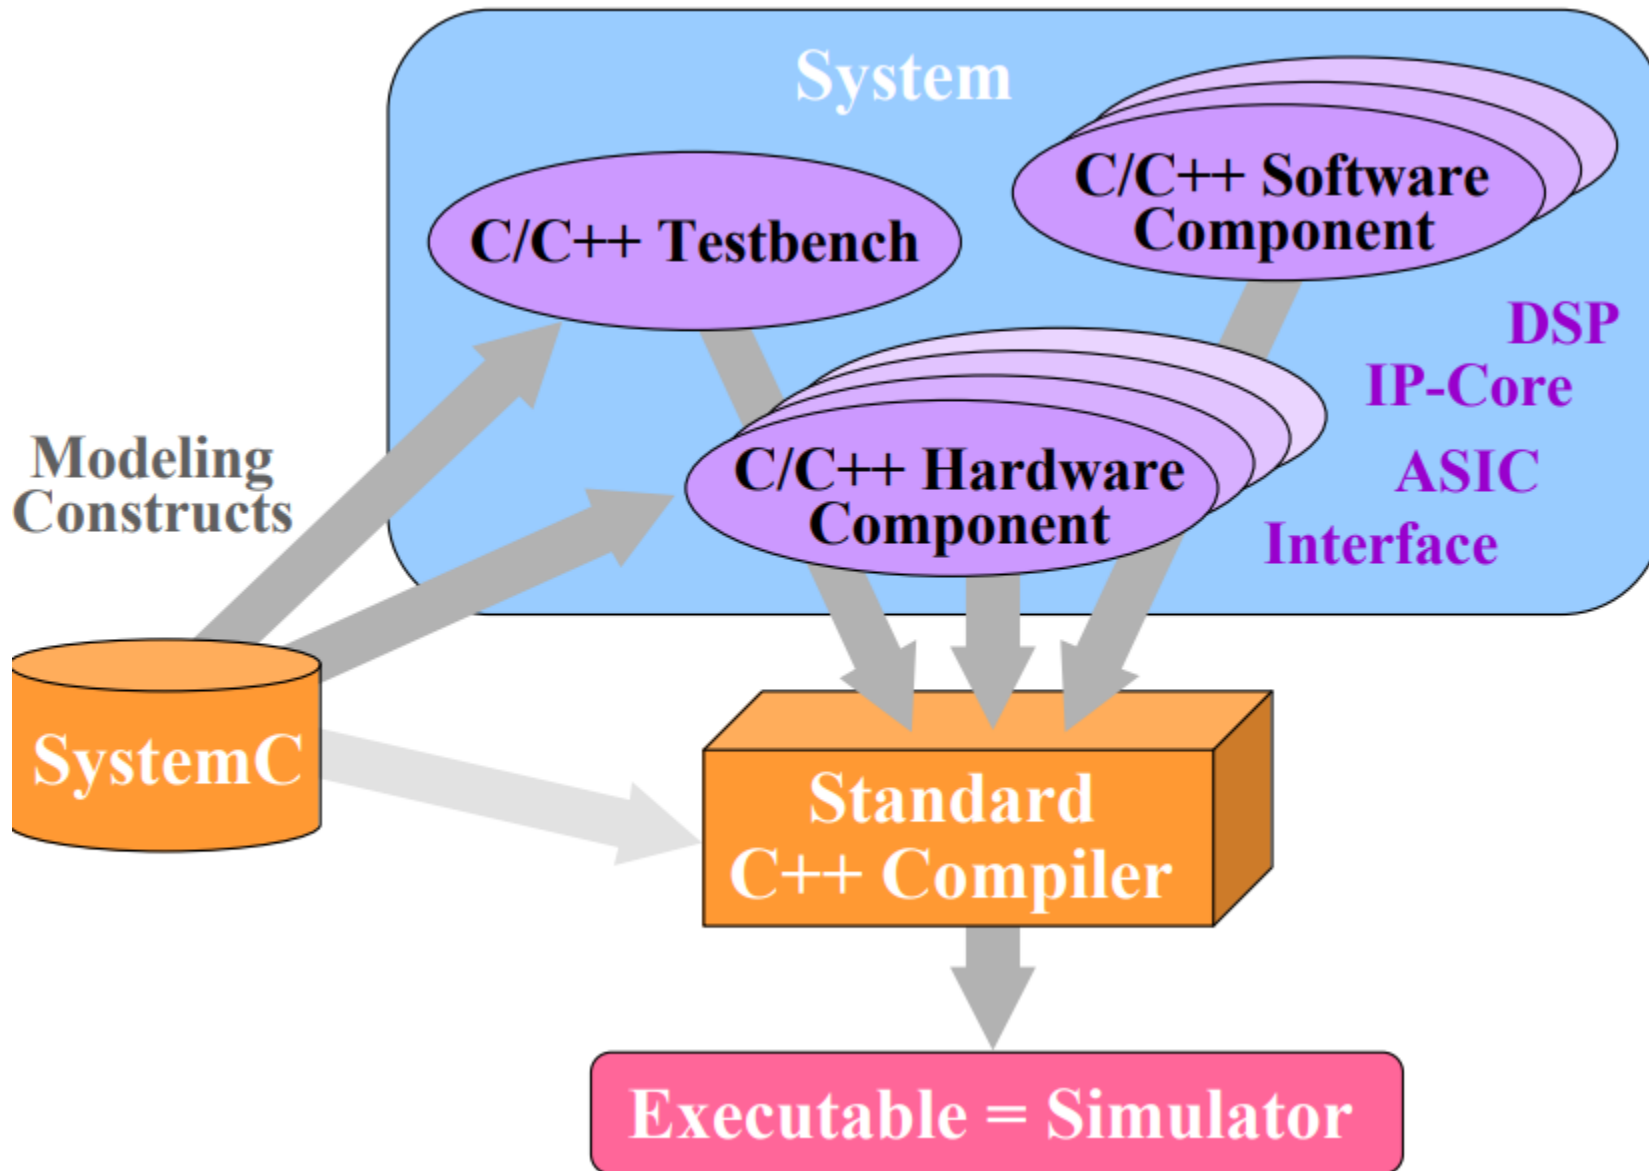 System
C/C++ Software
Component
C/C++ Testbench
DSP
IP-Core
Modeling
Constructs
C/C++ Hardware
Component
ASIC
Interface
SystemC
Standard
C++ Compiler
Executable = Simulator